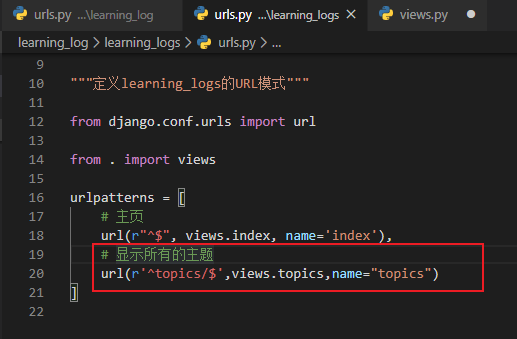 urls.py ...\learning_log urls.py ...\learning_logs × views.py
learning_log > learning_logs > urls.py > ...
9
10 """定义learning_logs的URL模式"""
11
12 from django.conf.urls import url
13
14 from . import views
15
16 urlpatterns = [
17 # 主页
18 url(r"^$", views.index, name='index'),
19 # 显示所有的主题
20 url(r'^topics/$',views.topics,name="topics")
21 ]
22